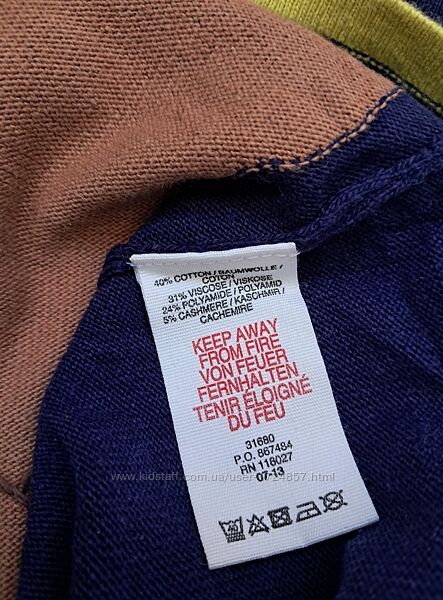 40% COTTON / BAUMWOLLE /
COTON
31% VISCOSE / VISKOSE
24% POLYAMIDE / POLYAMID
5% CASHMERE / KASCHMIR /
CACHEMIRE
KEEP AWAY
FROM FIRE
VON FEUER
FERNHALTEN
TENIR ÉLOIGNÉ
DU FEU
31680
P.O. 867484
RN 116027
07-13
40